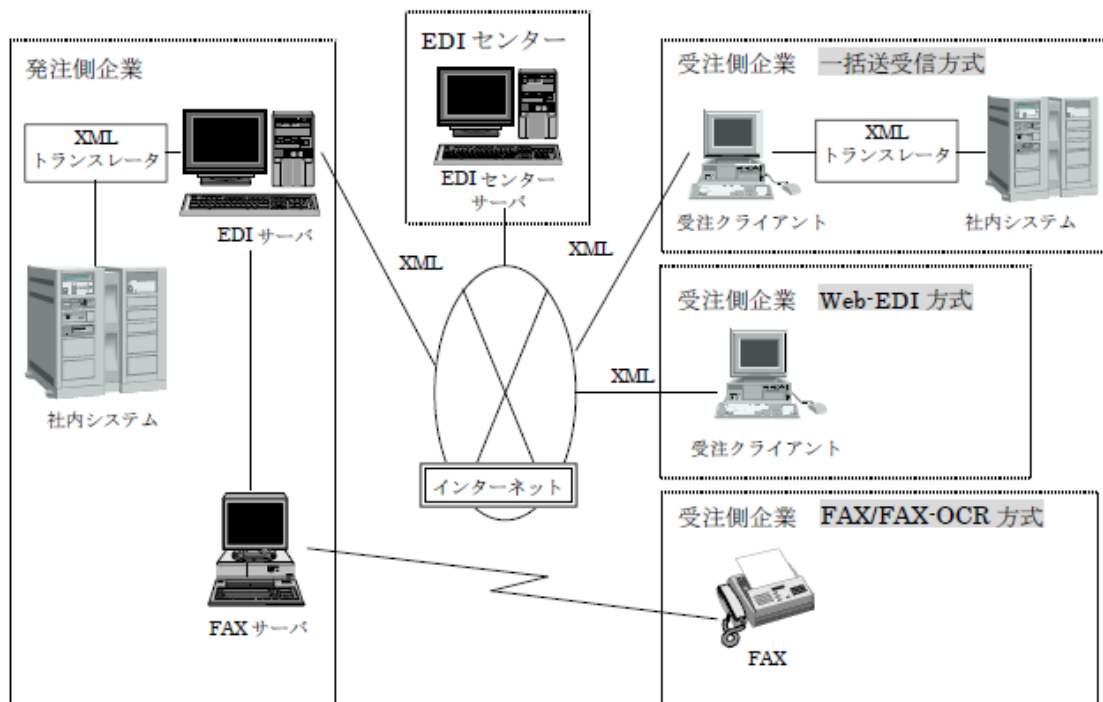 発注側企業
XML
トランスレータ
EDI サーバ
社内システム
FAX サーバ
EDI センター
EDI センター
サーバ
XML
XML
XML
インターネット
受注側企業 一括送受信方式
XML
トランスレータ
受注クライアント
社内システム
受注側企業 Web-EDI 方式
受注クライアント
受注側企業 FAX/FAX-OCR 方式
FAX